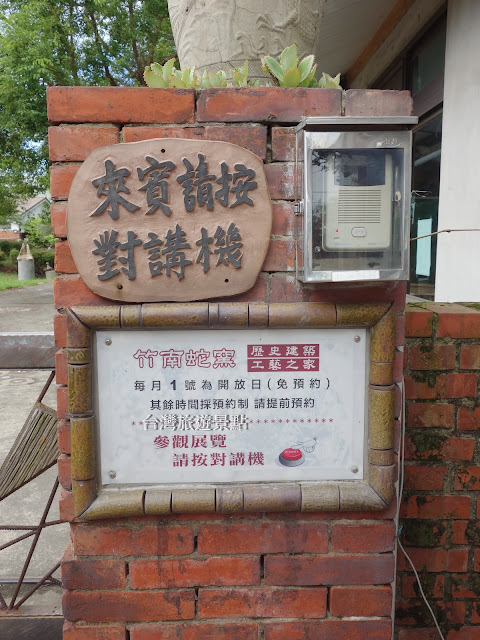 來賓請按
對講機
竹南蛇窯
歷史建築
工藝之家
每月1號為開放日(免預約)
其餘時間採預約制 請提前預約
台灣旅遊景點
參觀展覽
請按對講機